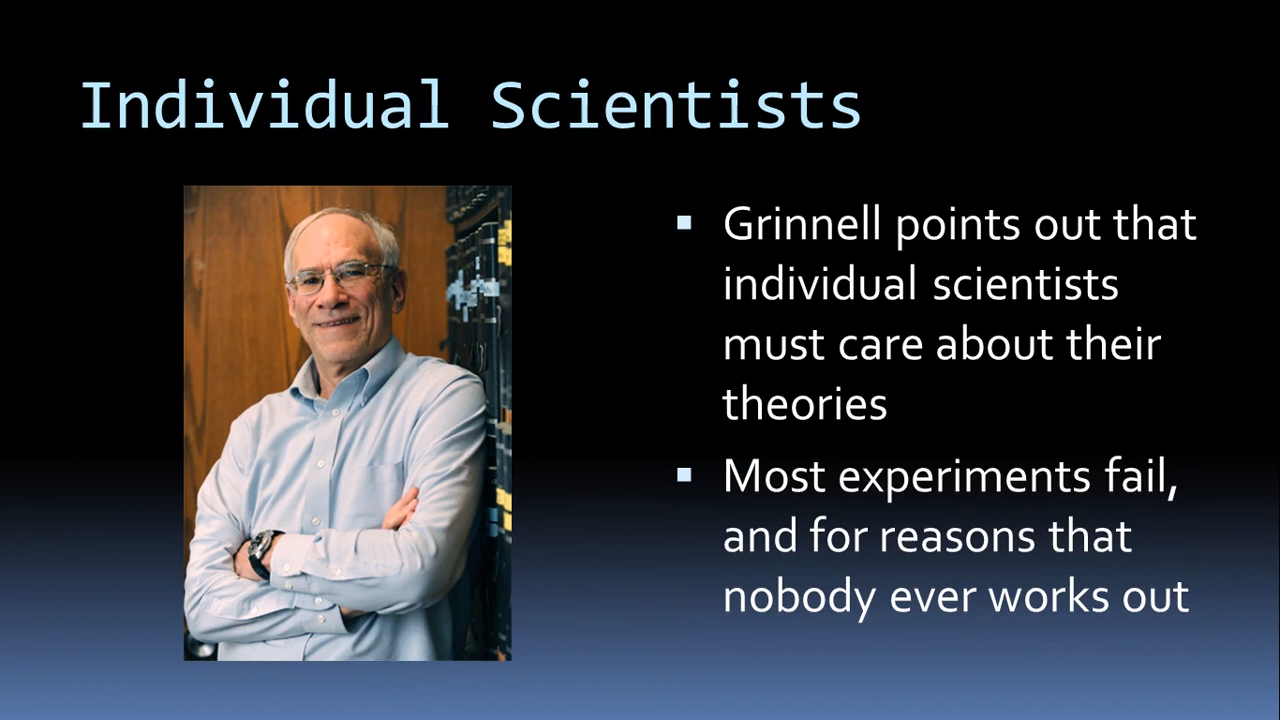 Individual Scientists
▪ Grinnell points out that
individual scientists
must care about their
theories
▪ Most experiments fail,
and for reasons that
nobody ever works out